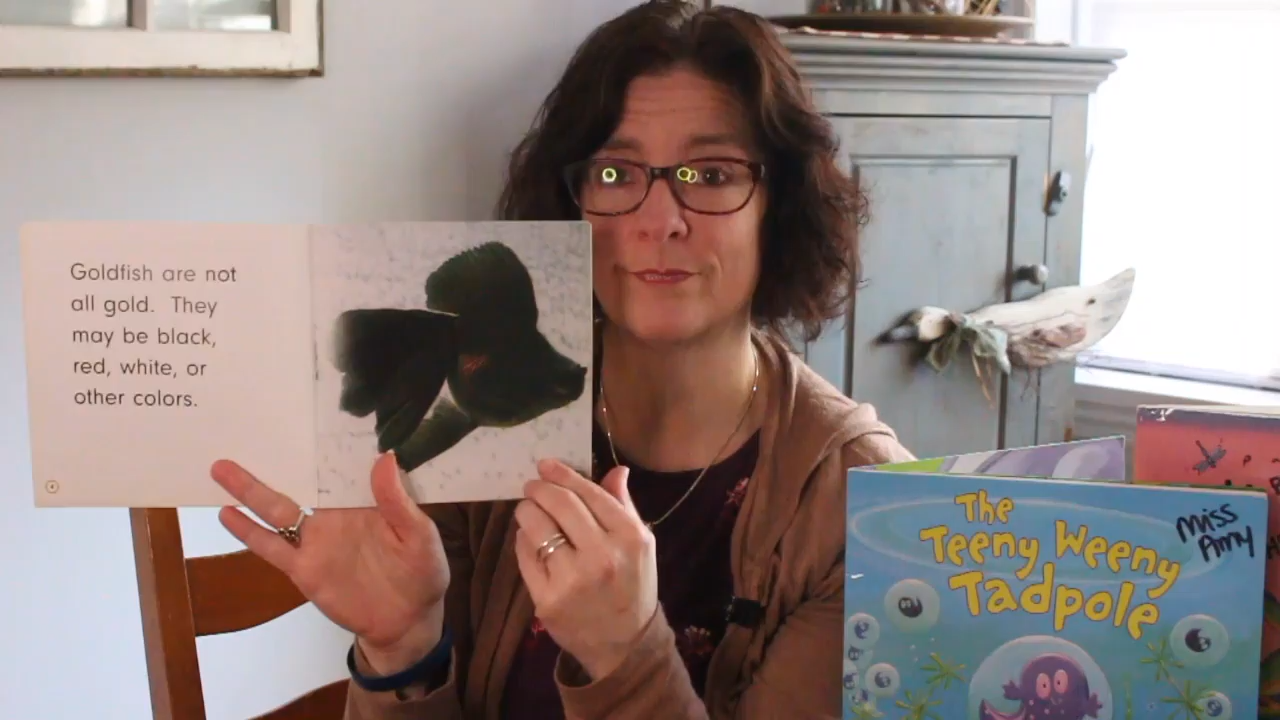 Goldfish are not
all gold. They
may be black,
red, white, or
other colors.
The
Teeny Weeny
Tadpole
Miss
Amy